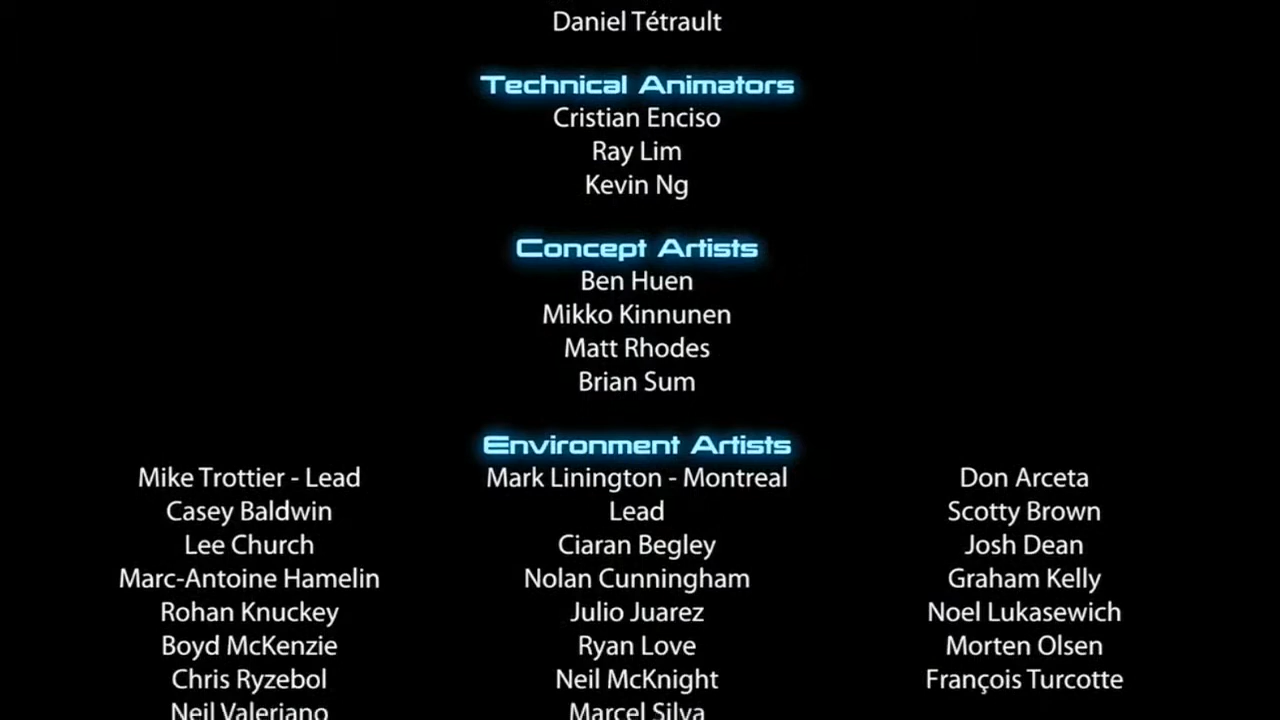 Daniel Tétrault
Technical Animators
Cristian Enciso
Ray Lim
Kevin Ng
Concept Artists
Ben Huen
Mikko Kinnunen
Matt Rhodes
Brian Sum
Environment Artists
Mike Trottier - Lead
Casey Baldwin
Lee Church
Marc-Antoine Hamelin
Rohan Knuckey
Boyd McKenzie
Chris Ryzebol
Neil Valeriano
Mark Linington - Montreal
Lead
Ciaran Begley
Nolan Cunningham
Julio Juarez
Ryan Love
Neil McKnight
Marcel Silva
Don Arceta
Scotty Brown
Josh Dean
Graham Kelly
Noel Lukasewich
Morten Olsen
François Turcotte